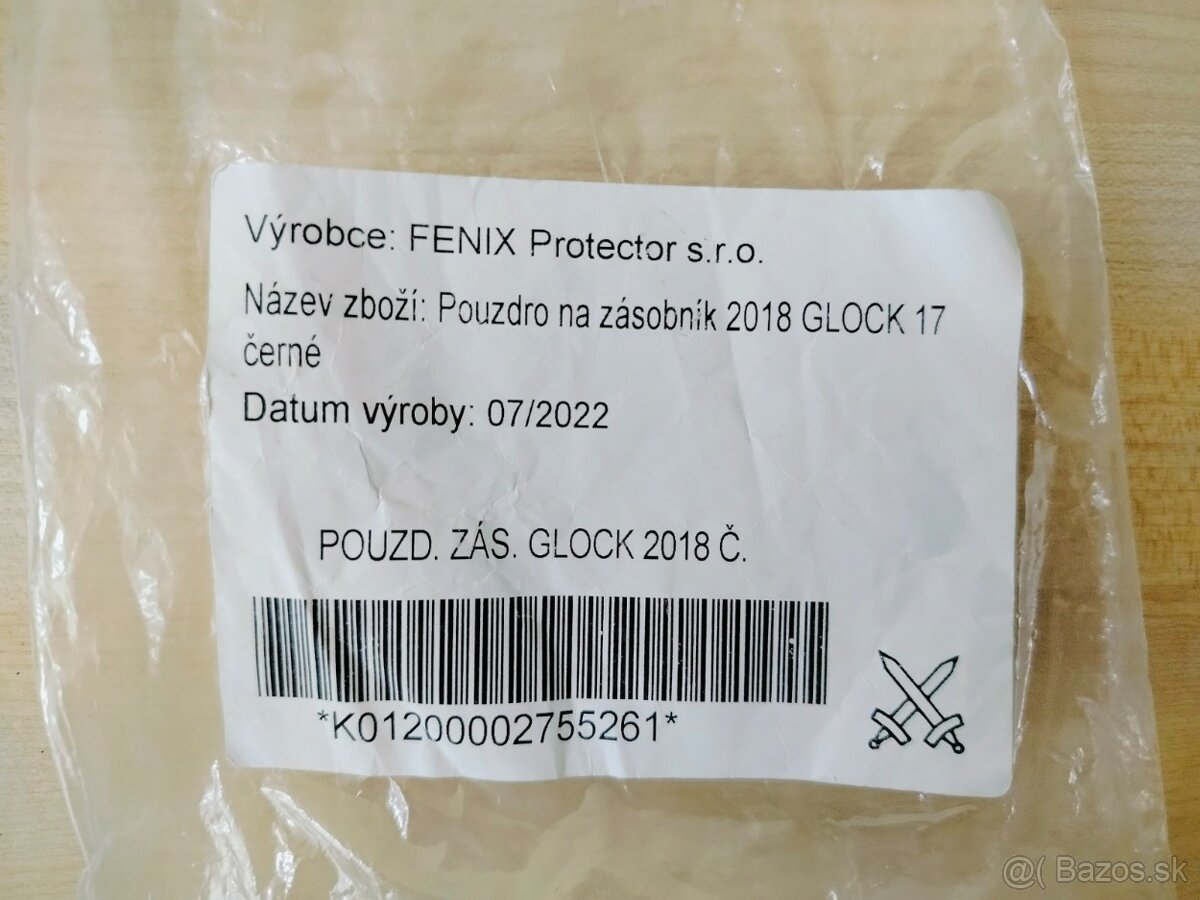 Výrobce: FENIX Protector s.r.o.
Název zboží: Pouzdro na zásobník 2018 GLOCK 17
černé
Datum výroby: 07/2022
POUZD. ZÁS. GLOCK 2018 Č.
*K01200002755261*
@( Bazos.sk